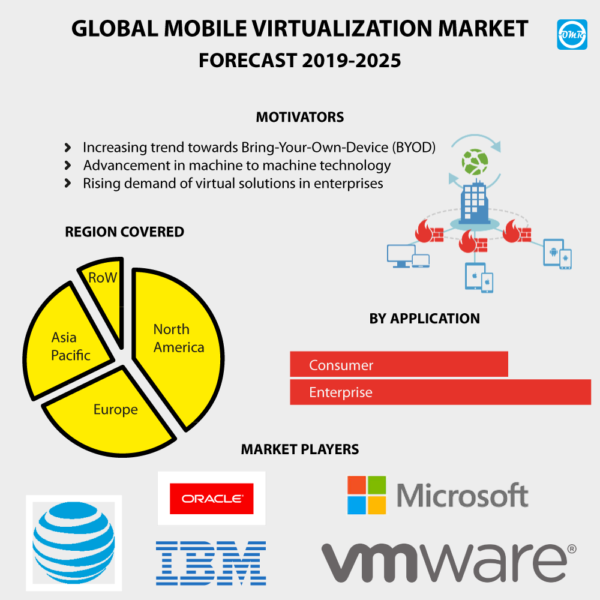 GLOBAL MOBILE VIRTUALIZATION MARKET
DMR
FORECAST 2019-2025
MOTIVATORS
Increasing trend towards Bring-Your-Own-Device (BYOD)
Advancement in machine to machine technology
Rising demand of virtual solutions in enterprises
REGION COVERED
RoW
North
America
Asia
Pacific
Europe
BY APPLICATION
Consumer
Enterprise
MARKET PLAYERS
ORACLE
Microsoft
IBM
vmware®